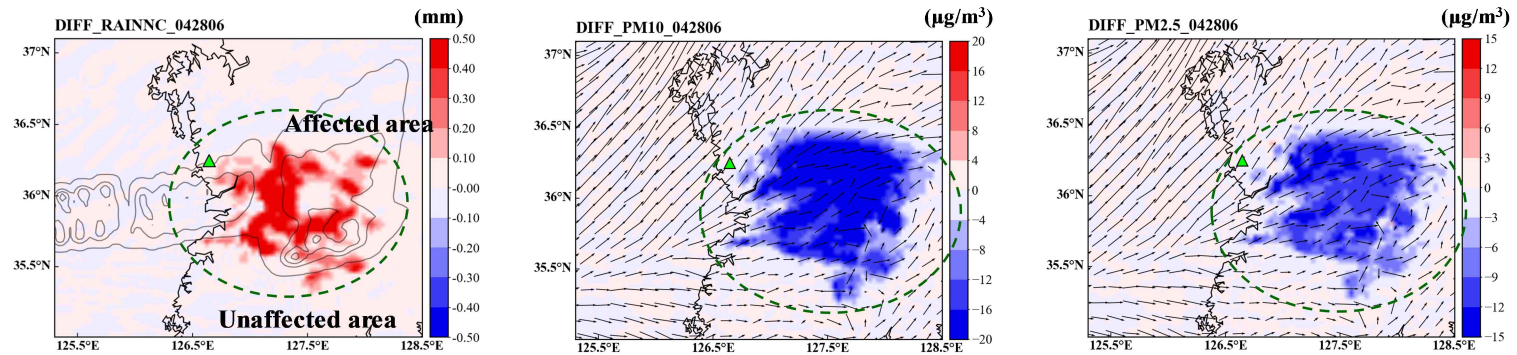 DIFF_RAINNC_042806
(mm)
37°N
36.5°N
36°N
35.5°N
125.5°E
126.5°E
127.5°E
128.5°E
Affected area
Unaffected area
0.50
0.40
0.30
0.20
0.10
-0.00
-0.10
-0.20
-0.30
-0.40
-0.50
DIFF_PM10_042806
(μg/m³)
37°N
36.5°N
36°N
35.5°N
125.5°E
126.5°E
127.5°E
128.5°E
20
16
12
8
4
0
−4
−8
−12
−16
−20
DIFF_PM2.5_042806
(μg/m³)
37°N
36.5°N
36°N
35.5°N
125.5°E
126.5°E
127.5°E
128.5°E
15
12
9
6
3
0
−3
−6
−9
−12
−15